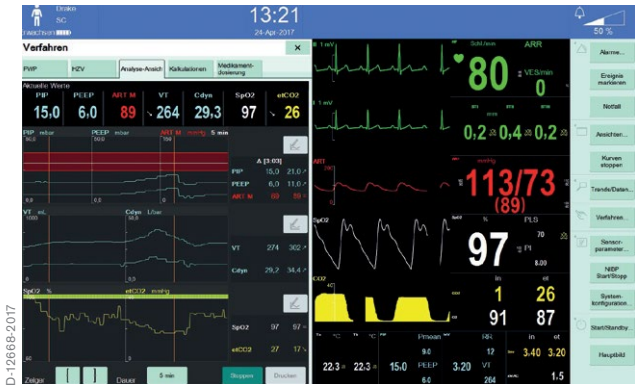 Drako
SC
13:21
24-Apr-2017
50 %
Verfahren
×
PWP HZV Analyse-Ansich Kalkulationen Medikament-
dosierung
Aktuelle Werte
PIP PEEP ART M VT Cdyn SpO2 etCO2
15,0 6,0 89 264 29,3 97 26
PIP mbar PEEP mbar ART M mmHg 5 min
Δ [3:03]
PIP 15,0 21,0
PEEP 6,0 11,0
ART M 89
VT mL Cdyn L/bar
VT 274 302
Cdyn 29,2 34,4
SpO2 % etCO2 mmHg
SpO2 97 97
etCO2 27 17
Zeiger [ ] Dauer 5 min Stoppen Drucken
II 1 mV
ARR
80 VES/min
0
0,2 0,4 0,2
ART mmHg
113/73
(89)
SpO2 SpO2 % PLS
97 70
PI
8.00
CO2
40
in et
1 26
91 87
°C °C Pmean RR in et
9.0 12 3.40 3.20
22.3 22.3 15.0 PEEP 3.20 VT
6.0 264 1.5
Alarme...
Ereignis
markieren
Notfall
Ansichten...
Kurven
stoppen
Trends/Daten...
Verfahren...
Sensor-
parameter...
NIBP
Start/Stopp
System-
konfiguration...
Start/Standby...
Hauptbild
D-12668-2017